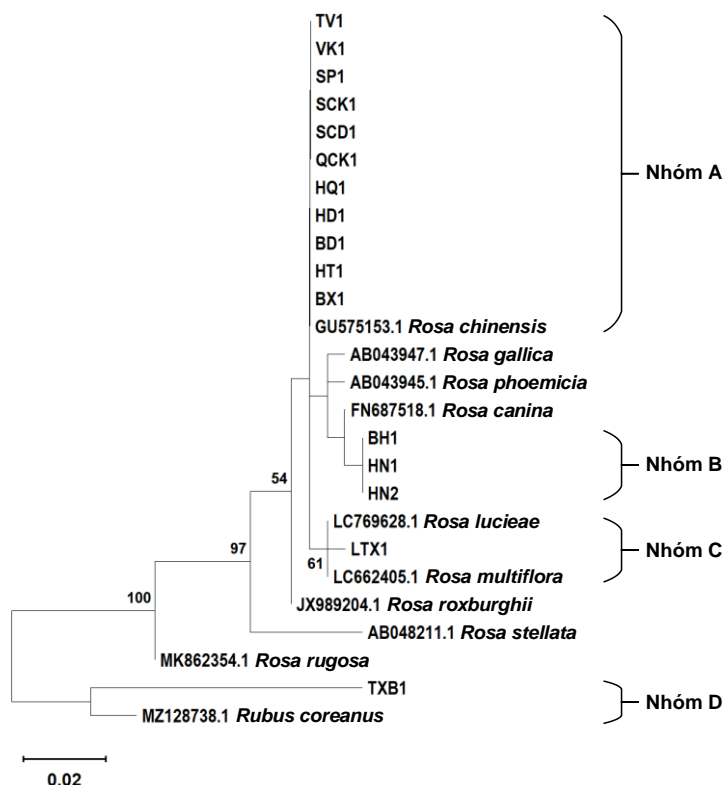 TV1
VK1
SP1
SCK1
SCD1
QCK1
HQ1
HD1
BD1
HT1
BX1
GU575153.1 Rosa chinensis
Nhóm A
AB043947.1 Rosa gallica
AB043945.1 Rosa phoemicia
FN687518.1 Rosa canina
BH1
HN1
HN2
Nhóm B
54
LC769628.1 Rosa lucieae
LTX1
61
LC662405.1 Rosa multiflora
Nhóm C
97
JX989204.1 Rosa roxburghii
100
AB048211.1 Rosa stellata
MK862354.1 Rosa rugosa
TXB1
MZ128738.1 Rubus coreanus
Nhóm D
0.02